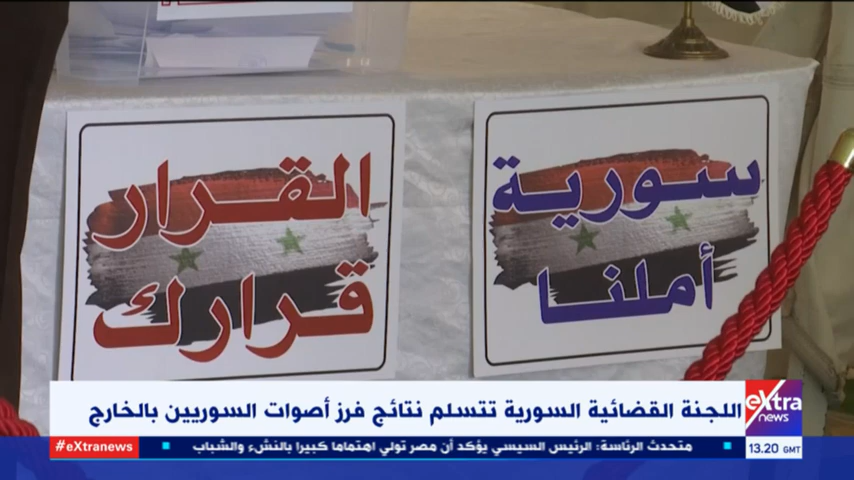 القرار
قرارك
سورية
أملنا
اللجنة القضائية السورية تتسلم نتائج فرز أصوات السوريين بالخارج
eXtra
news
#eXtranews
متحدث الرئاسة: الرئيس السيسي يؤكد أن مصر تولي اهتماما كبيرا بالنشء والشباب
13.20 GMT